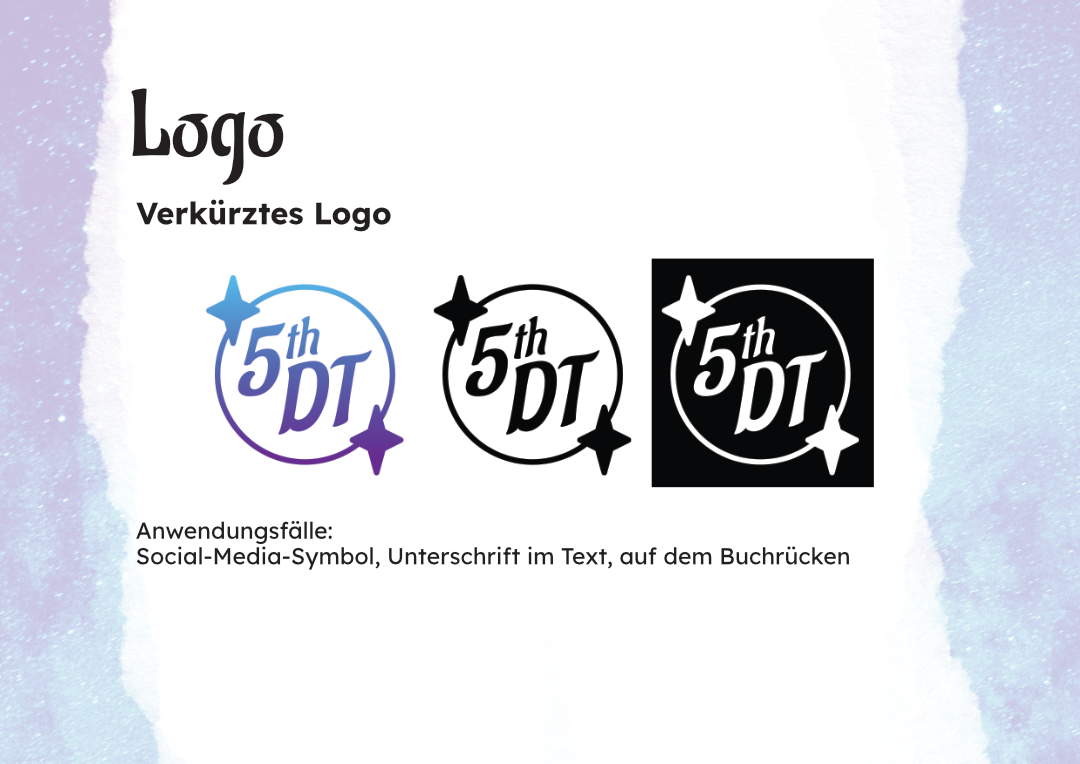 Logo
Verkürztes Logo
5th
DT
5th
DT
5th
DT
Anwendungsfälle:
Social-Media-Symbol, Unterschrift im Text, auf dem Buchrücken